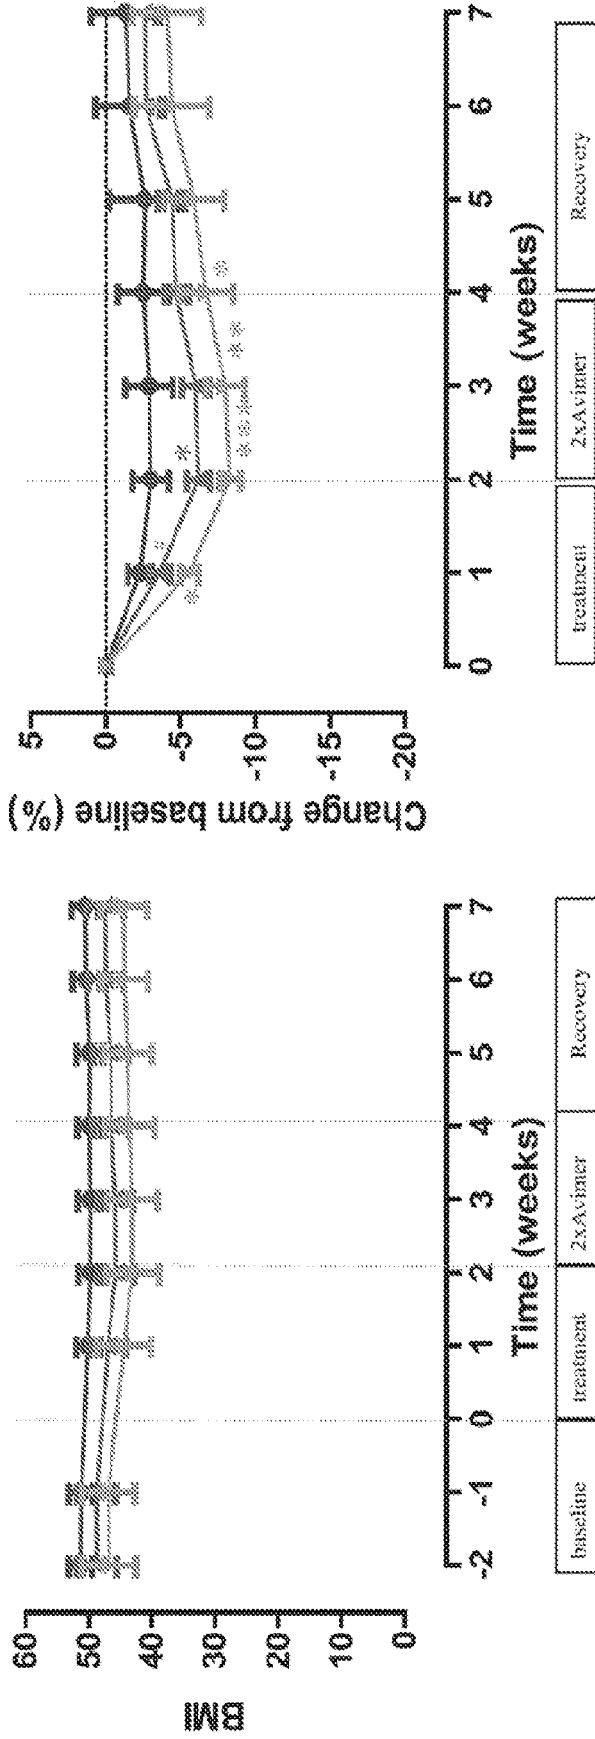 BMI
60
50
40
30
20
10
0
-2 -1 0 1 2 3 4 5 6 7
Time (weeks)
baseline treatment 2xAvimer Recovery
Change from baseline (%)
5
0
-5
-10
-15
-20
* * *** ** *
0 1 2 3 4 5 6 7
Time (weeks)
treatment 2xAvimer Recovery